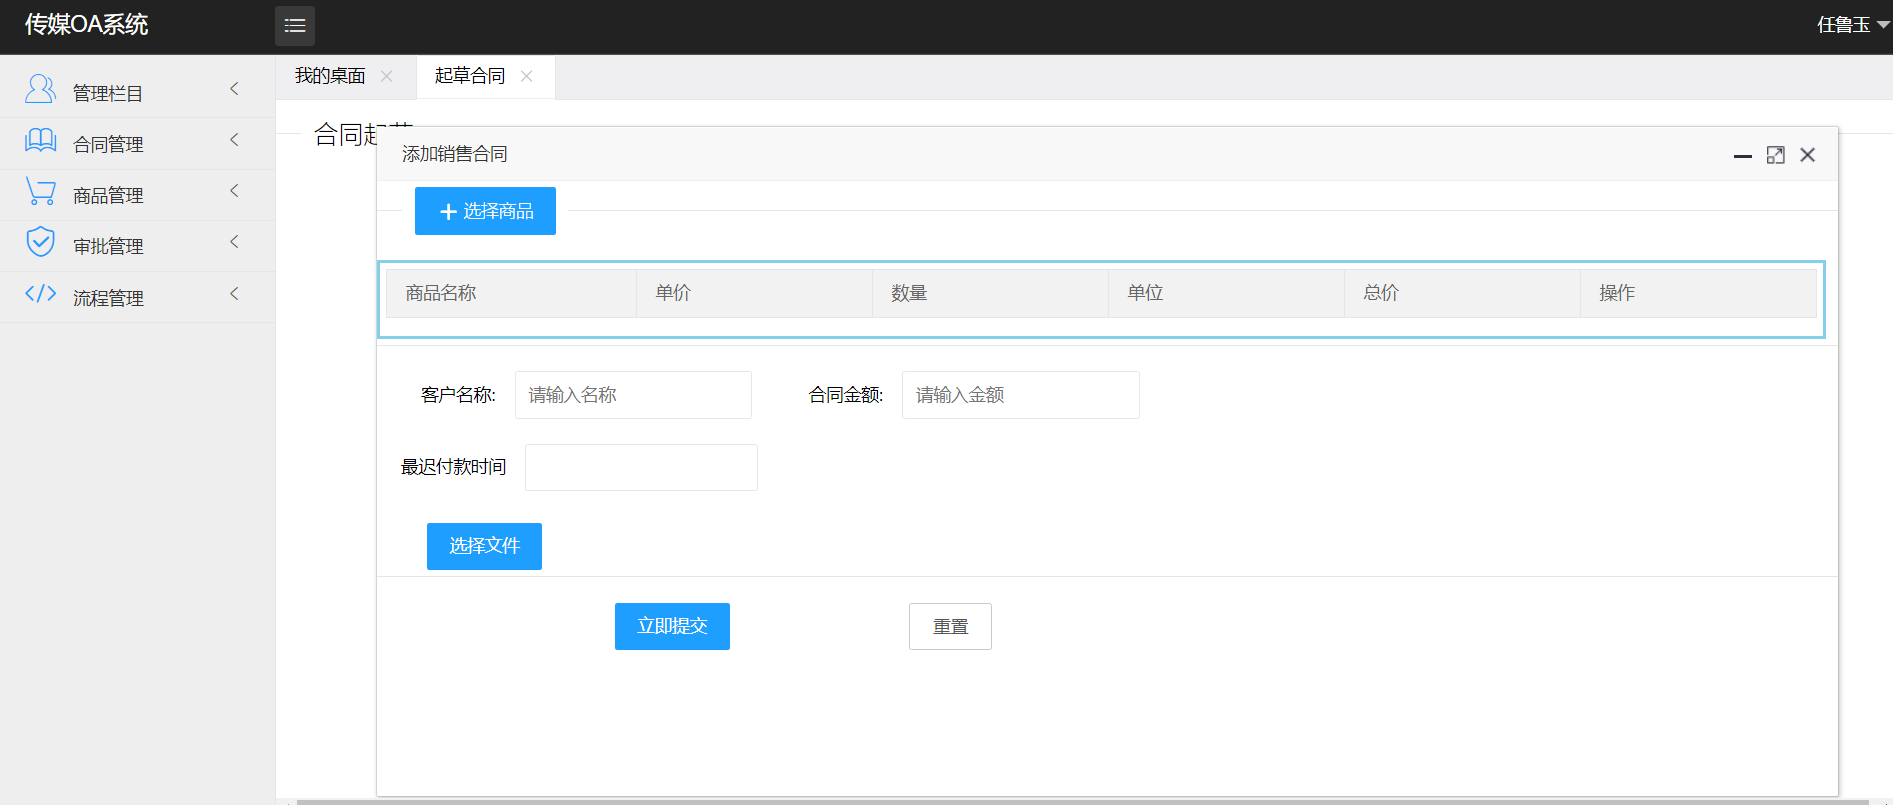 传媒OA系统
任鲁玉
管理栏目
合同管理
商品管理
审批管理
流程管理
我的桌面
起草合同
合同起草
添加销售合同
选择商品
商品名称 单价 数量 单位 总价 操作
客户名称: 请输入名称 合同金额: 请输入金额
最迟付款时间
选择文件
立即提交 重置